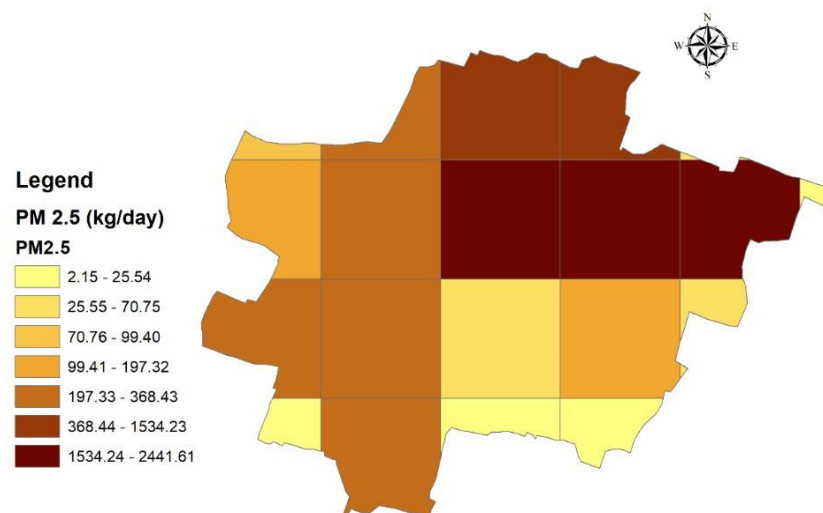 N
W E
S
Legend
PM 2.5 (kg/day)
PM2.5
2.15 - 25.54
25.55 - 70.75
70.76 - 99.40
99.41 - 197.32
197.33 - 368.43
368.44 - 1534.23
1534.24 - 2441.61